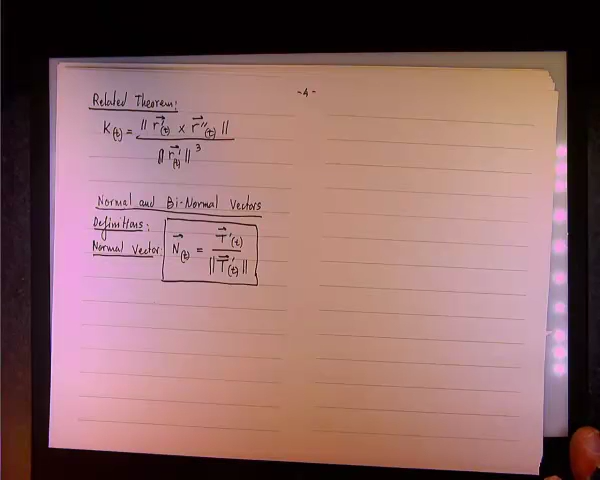 -4-
Related Theorem:
K(t) = || r⃗'(t) × r⃗''(t) || / || r⃗'(t) ||³
Normal and Bi-Normal Vectors
Definitions:
Normal Vector: N⃗(t) = T⃗'(t) / || T⃗'(t) ||